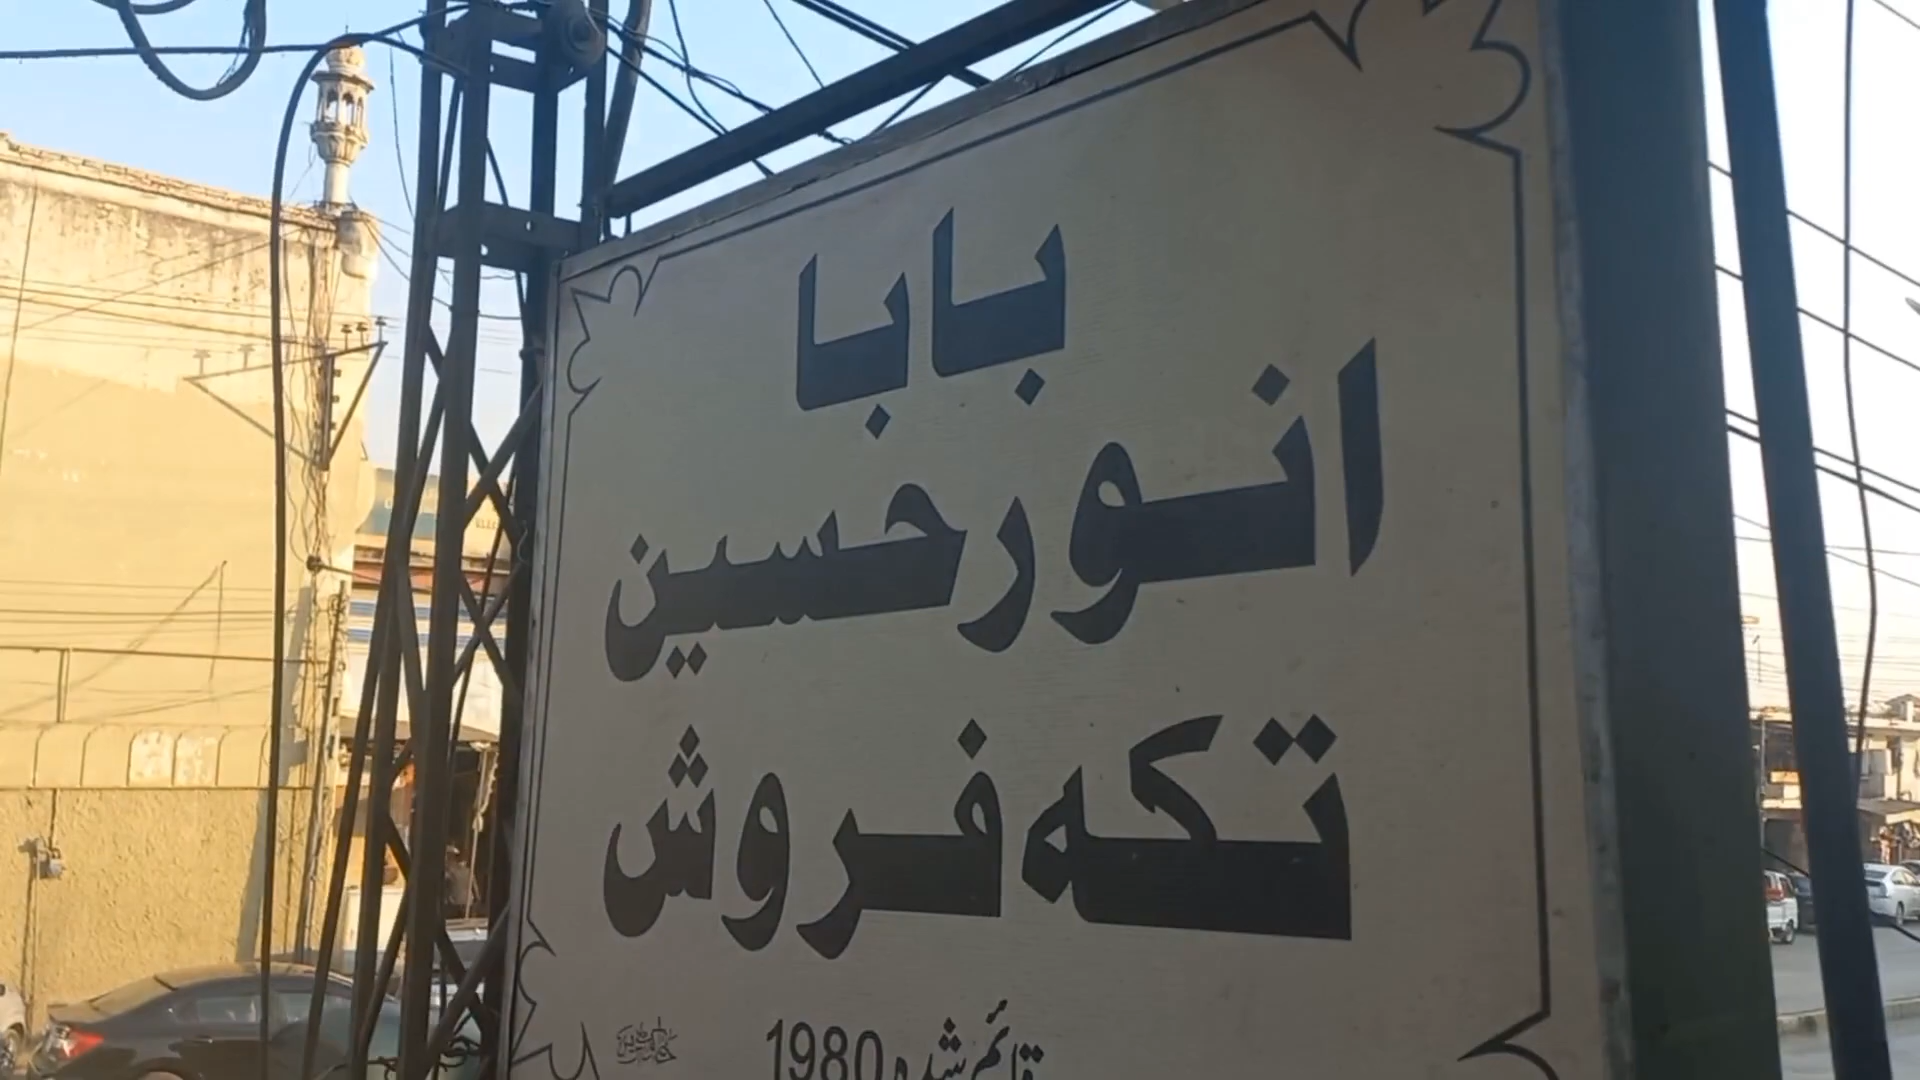 بابا
انور حسین
تکہ فروش
قائم شدہ 1980